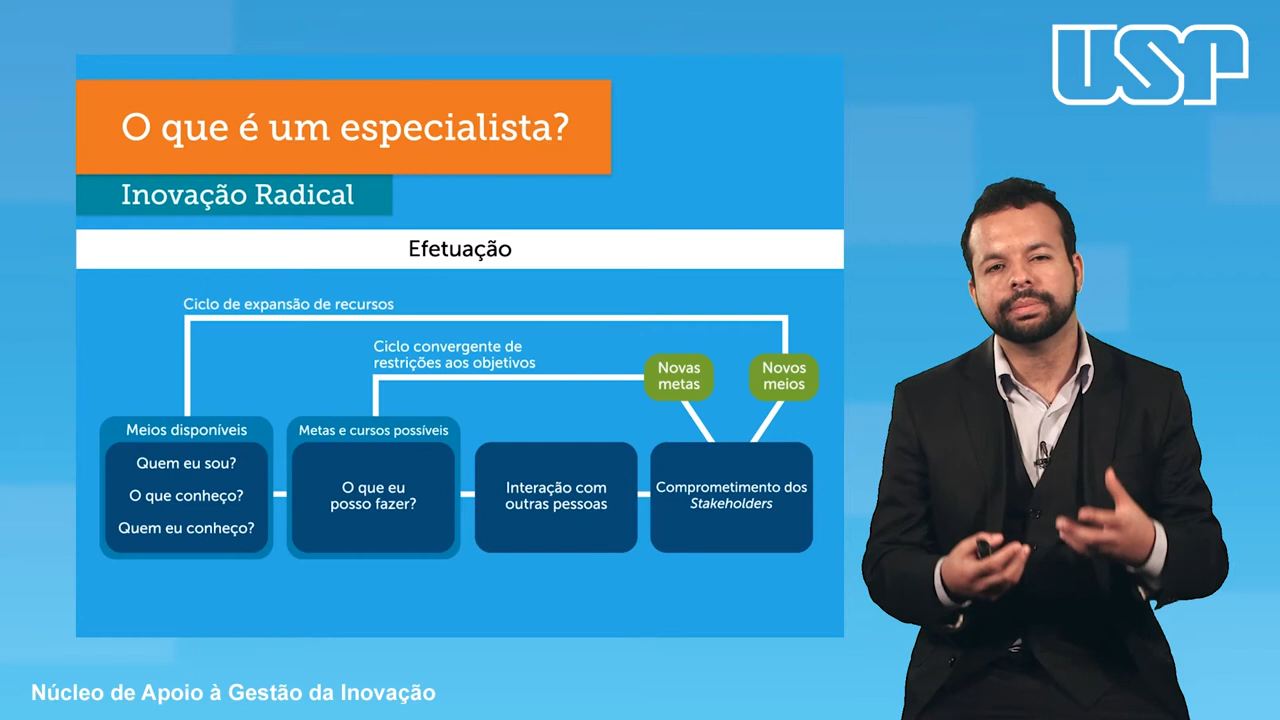 USP
O que é um especialista?
Inovação Radical
Efetuação
Ciclo de expansão de recursos
Ciclo convergente de
restrições aos objetivos
Novas
metas
Novos
meios
Meios disponíveis
Quem eu sou?
O que conheço?
Quem eu conheço?
Metas e cursos possíveis
O que eu
posso fazer?
Interação com
outras pessoas
Comprometimento dos
Stakeholders
Núcleo de Apoio à Gestão da Inovação